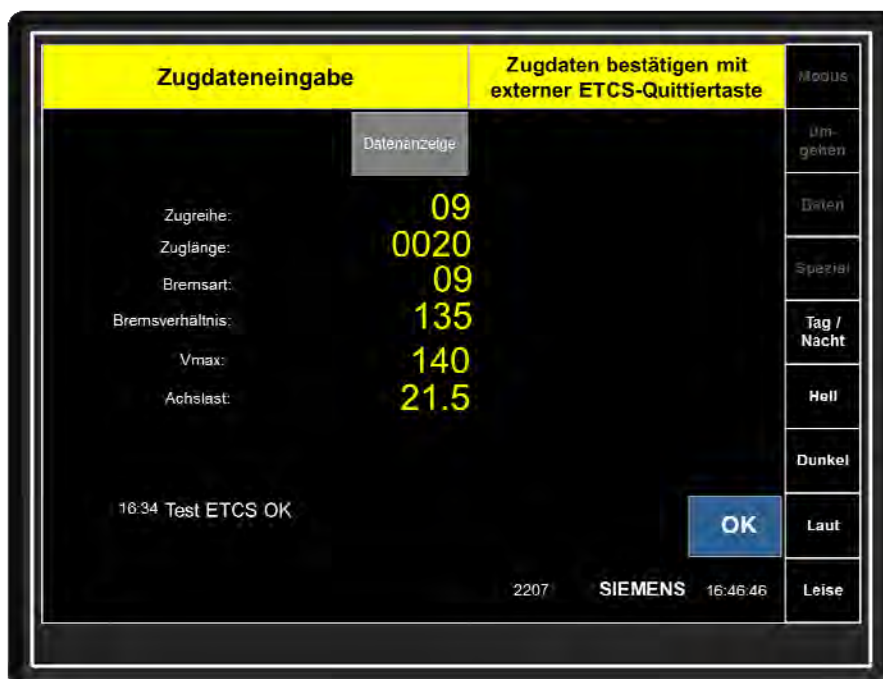 Zugdateneingabe
Zugdaten bestätigen mit
externer ETCS-Quittiertaste
Modus
Um-
gehen
Datenanzeige
Daten
Zugreihe: 09
Zuglänge: 0020
Spezial
Bremsart: 09
Bremsverhältnis: 135
Tag /
Nacht
Vmax: 140
Achslast: 21.5
Hell
Dunkel
16:34 Test ETCS OK
OK
Laut
2207 SIEMENS 16:46:46
Leise